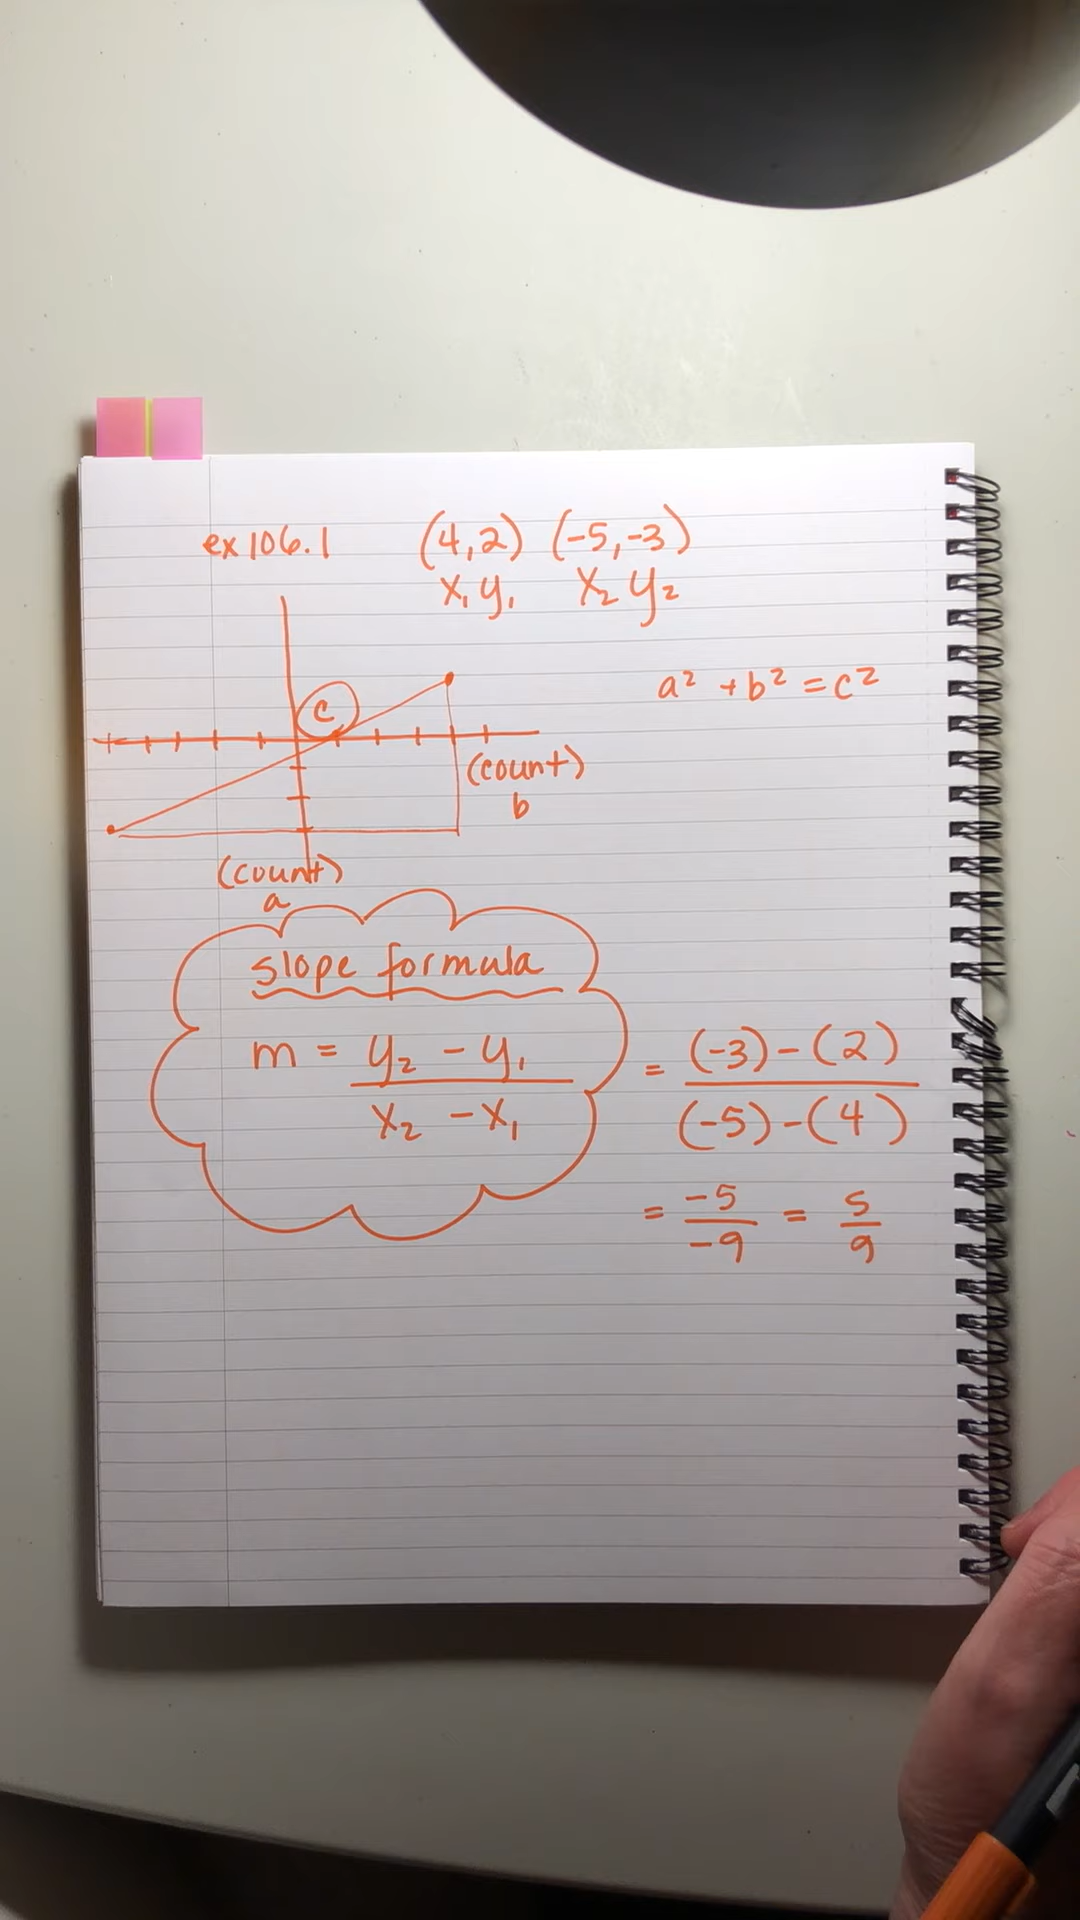 ex 106.1 (4,2) (-5,-3)
x₁ y₁ x₂ y₂
a² + b² = c²
c
(count)
b
(count)
a
slope formula
m = y₂ - y₁ / x₂ - x₁ = (-3) - (2) / (-5) - (4)
= -5 / -9 = 5 / 9